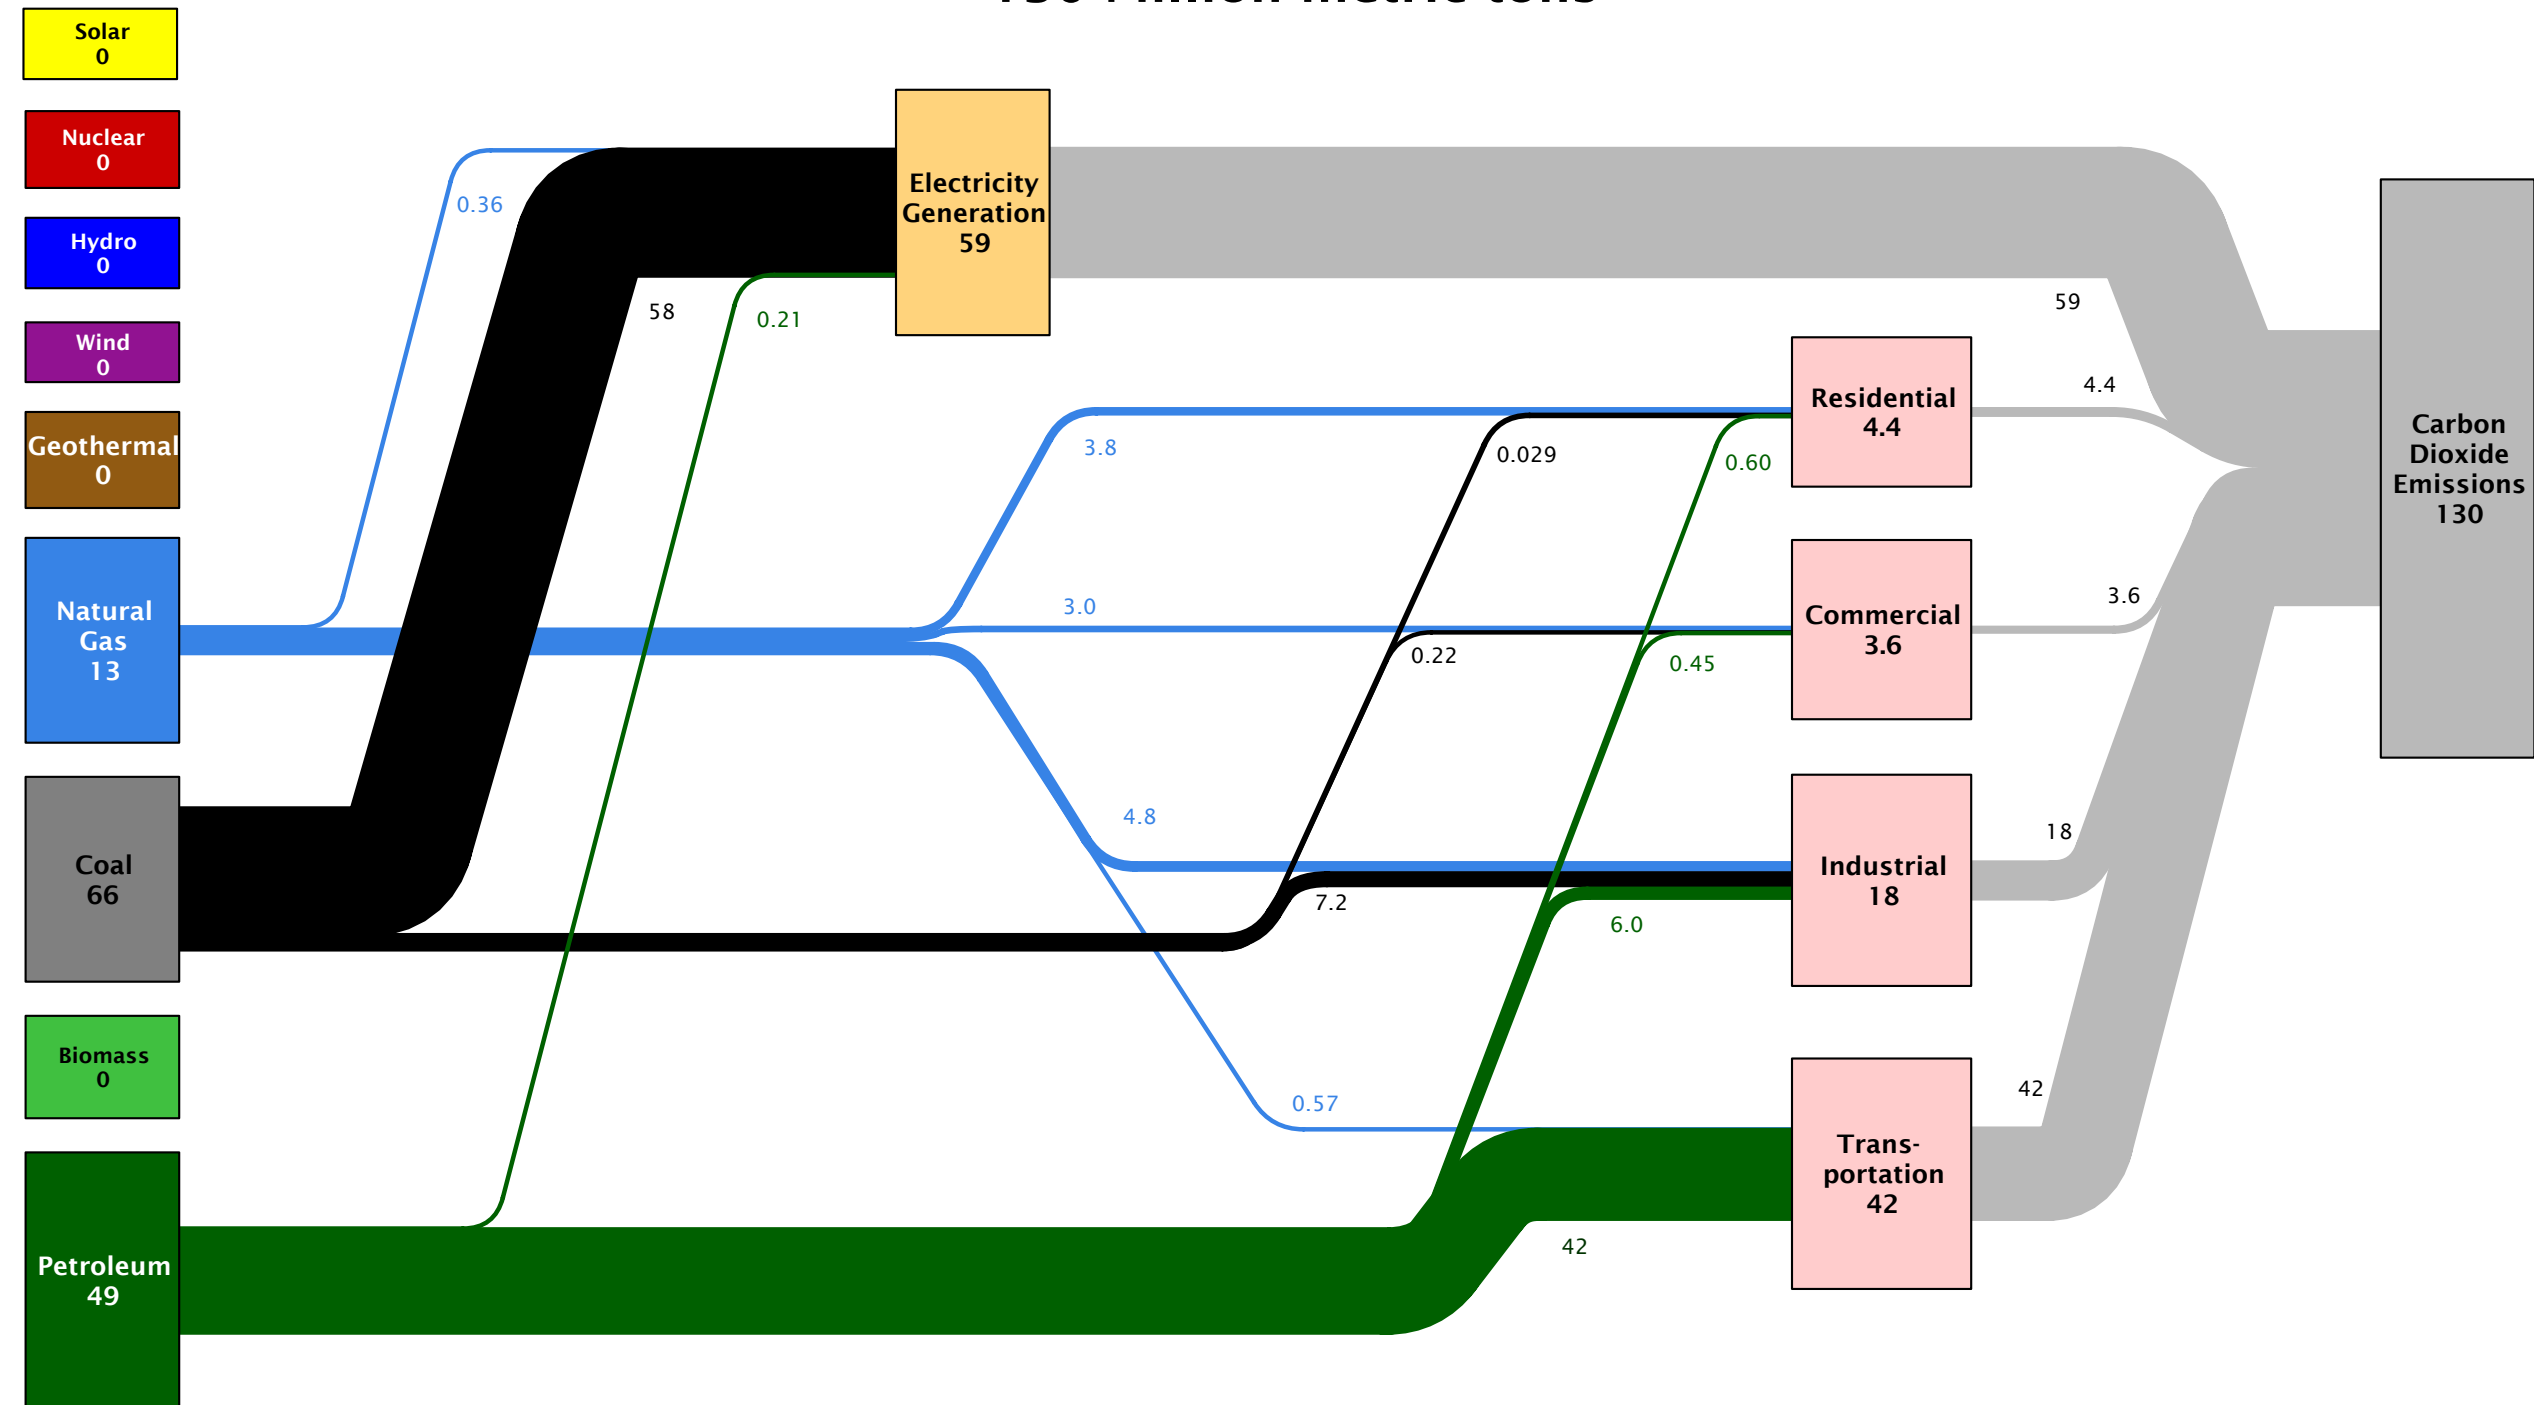 Solar
0
Nuclear
0
Hydro
0
Wind
0
Geothermal
0
Natural
Gas
13
Coal
66
Biomass
0
Petroleum
49
0.36
58
0.21
Electricity
Generation
59
3.8
3.0
4.8
0.57
0.029
0.22
7.2
0.60
0.45
6.0
42
Residential
4.4
Commercial
3.6
Industrial
18
Trans-
portation
42
59
4.4
3.6
18
42
Carbon
Dioxide
Emissions
130